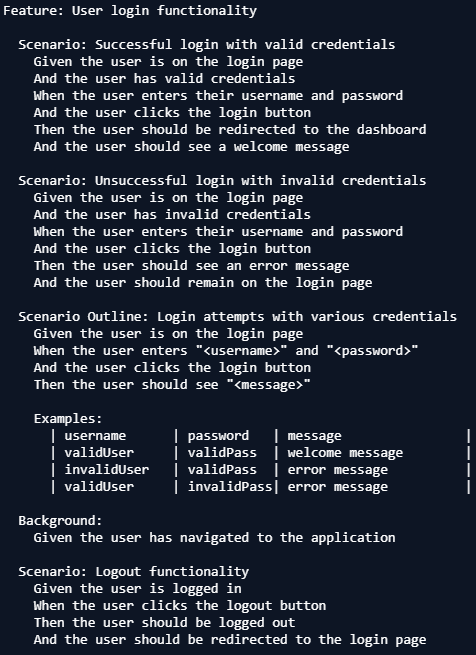 Feature: User login functionality

  Scenario: Successful login with valid credentials
    Given the user is on the login page
    And the user has valid credentials
    When the user enters their username and password
    And the user clicks the login button
    Then the user should be redirected to the dashboard
    And the user should see a welcome message

  Scenario: Unsuccessful login with invalid credentials
    Given the user is on the login page
    And the user has invalid credentials
    When the user enters their username and password
    And the user clicks the login button
    Then the user should see an error message
    And the user should remain on the login page

  Scenario Outline: Login attempts with various credentials
    Given the user is on the login page
    When the user enters "<username>" and "<password>"
    And the user clicks the login button
    Then the user should see "<message>"

    Examples:
      | username      | password   | message                |
      | validUser     | validPass  | welcome message        |
      | invalidUser   | validPass  | error message          |
      | validUser     | invalidPass| error message          |

  Background:
    Given the user has navigated to the application

  Scenario: Logout functionality
    Given the user is logged in
    When the user clicks the logout button
    Then the user should be logged out
    And the user should be redirected to the login page